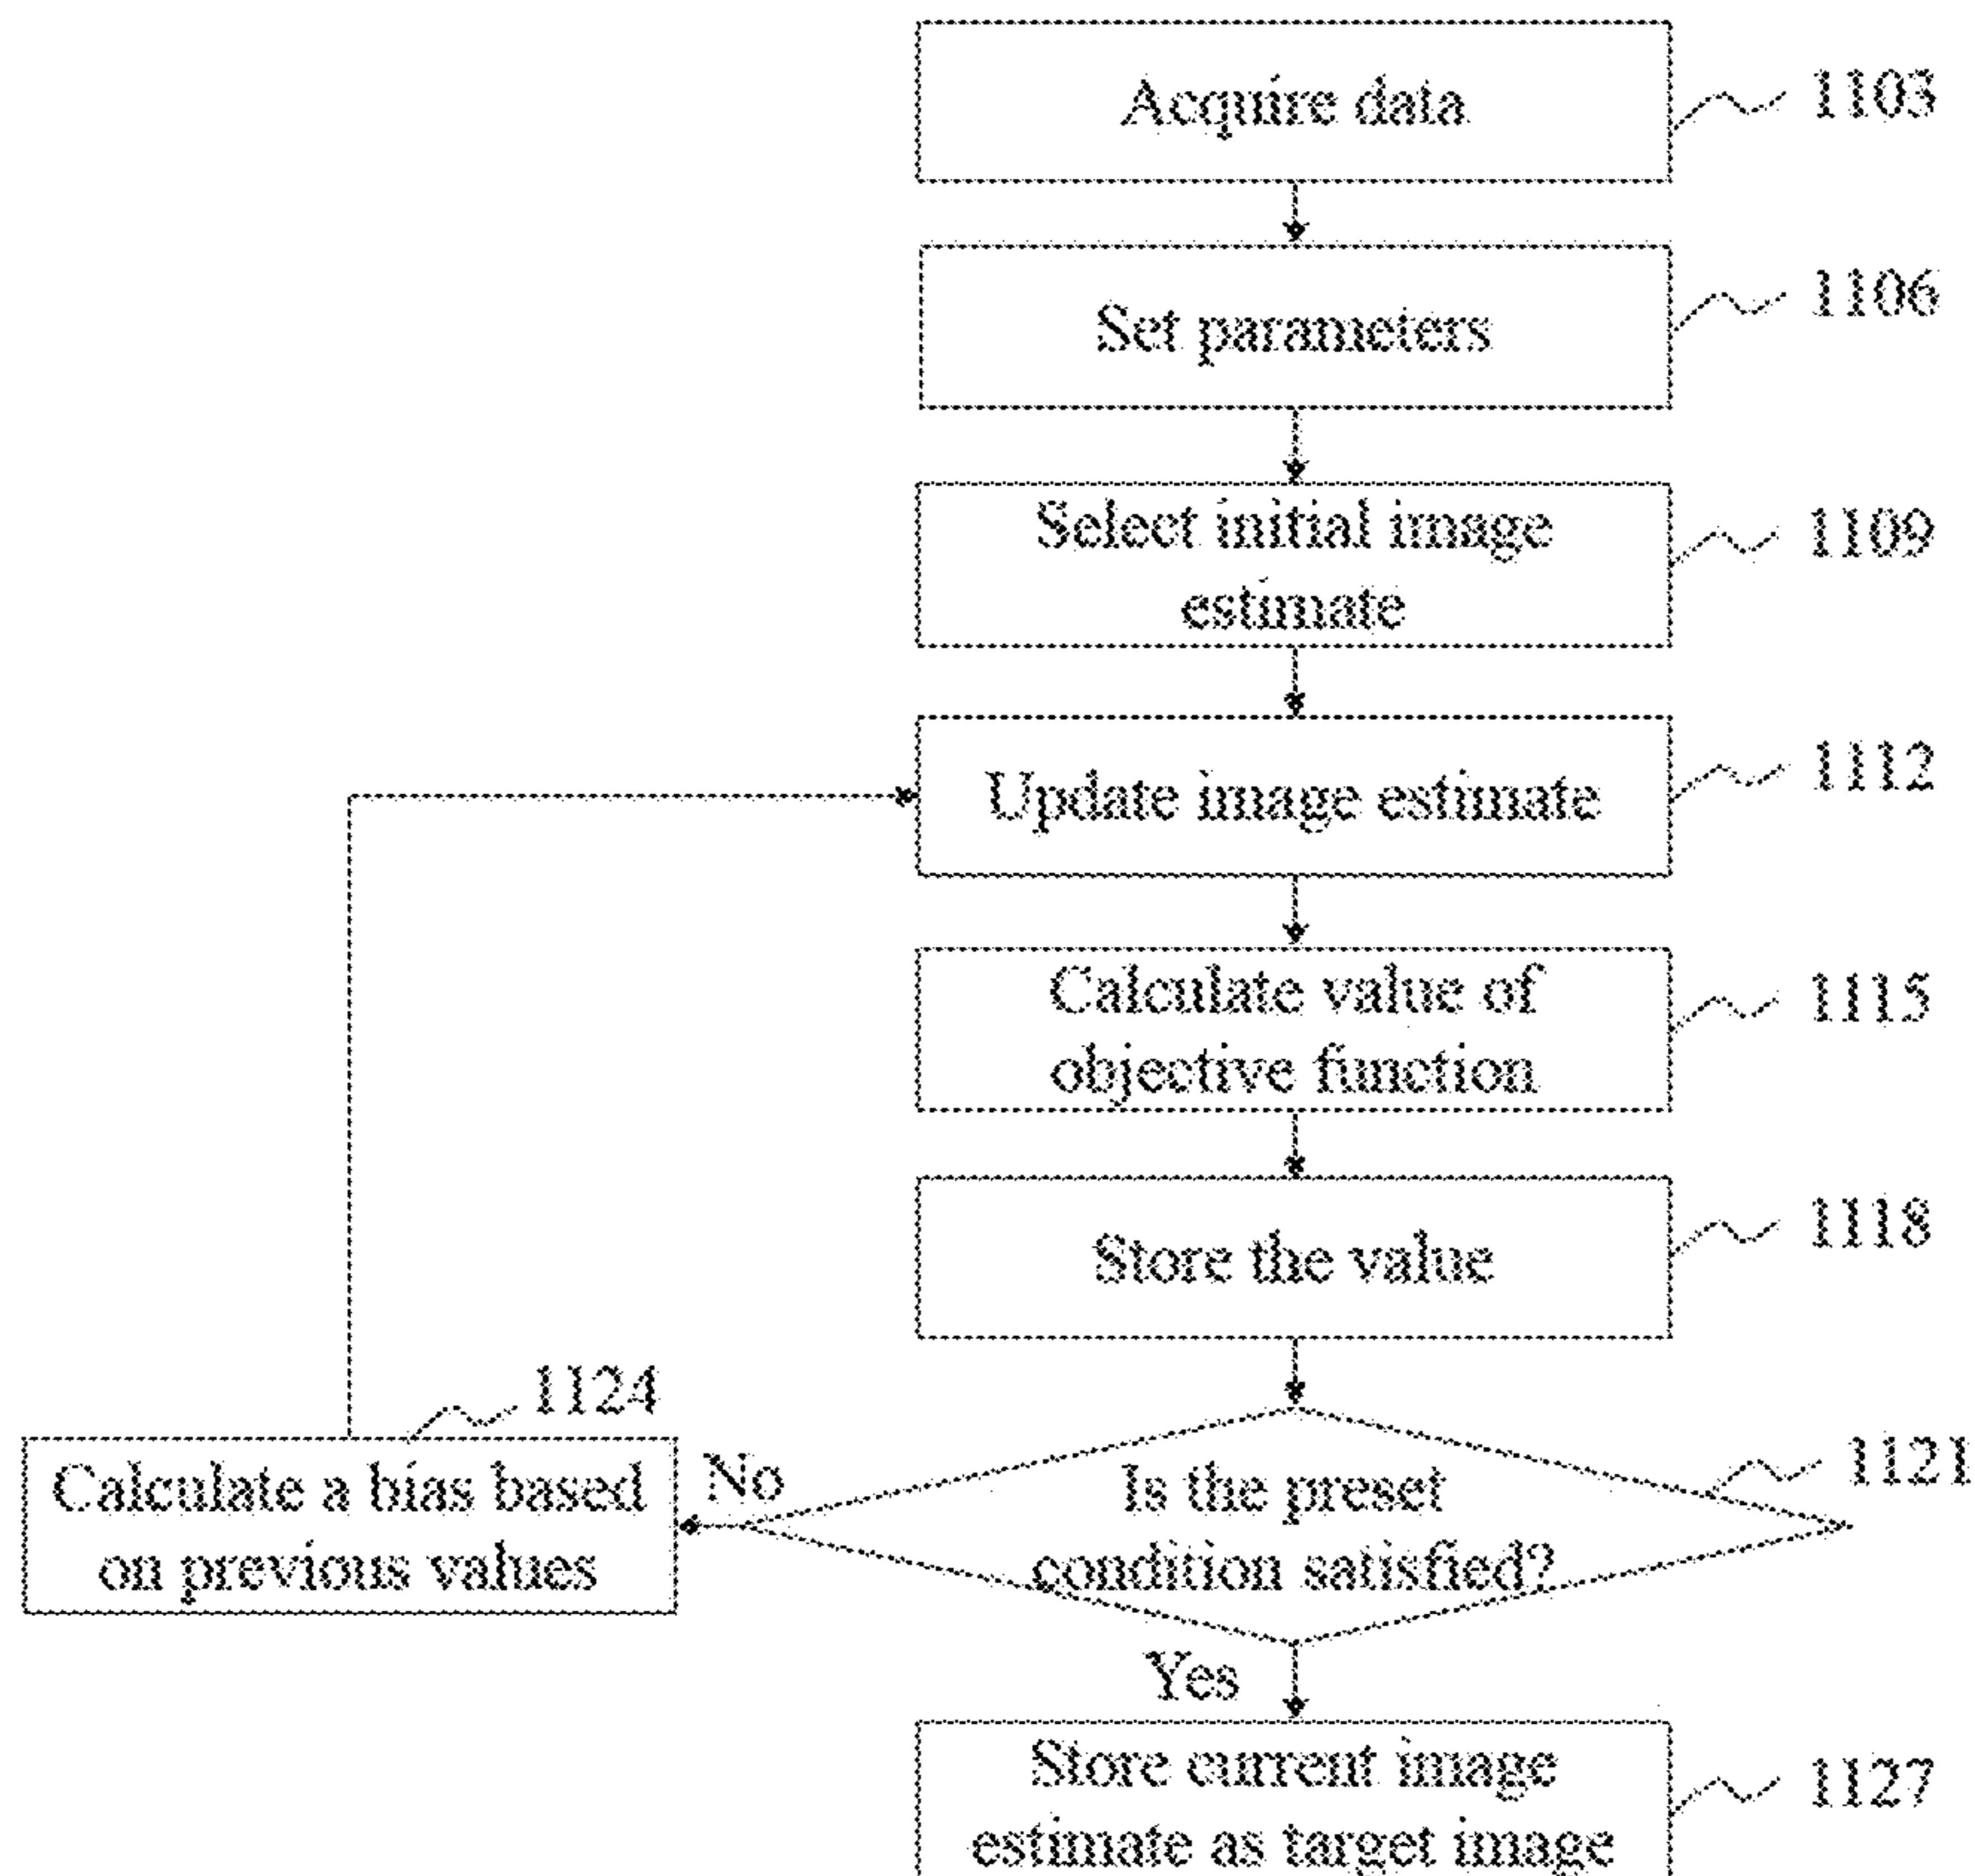 Acquire data
1103
Set parameters
1106
Select initial image
estimate
1109
Update image estimate
1112
Calculate value of
objective function
1115
Store the value
1118
1124
Calculate a bias based
on previous values
No
Is the preset
condition satisfied?
1121
Yes
Store current image
estimate as target image
1127